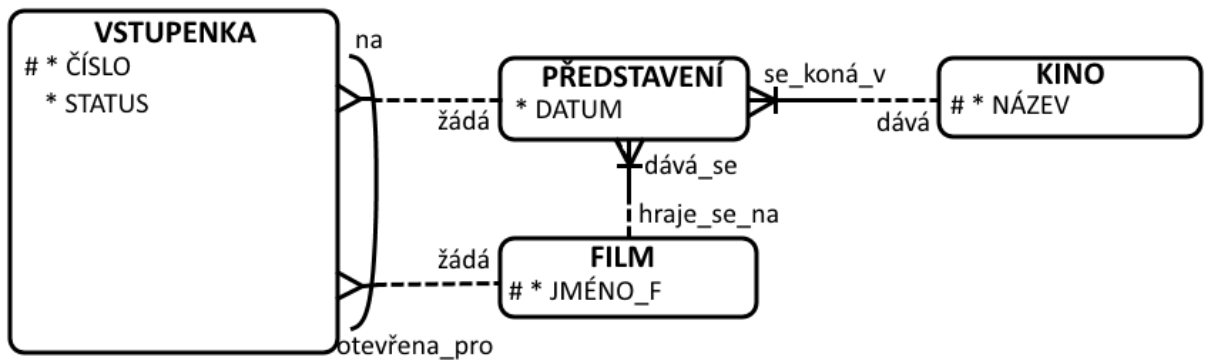 VSTUPENKA
# * ČÍSLO
* STATUS
na
žádá
PŘEDSTAVENÍ
* DATUM
se_koná_v
dává
KINO
# * NÁZEV
dává_se
hraje_se_na
žádá
FILM
# * JMÉNO_F
otevřena_pro